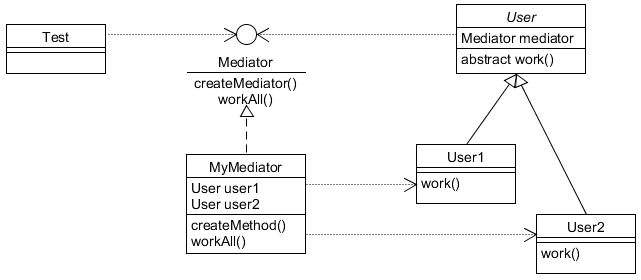 Test
Mediator
createMediator()
workAll()
User
Mediator mediator
abstract work()
MyMediator
User user1
User user2
createMethod()
workAll()
User1
work()
User2
work()